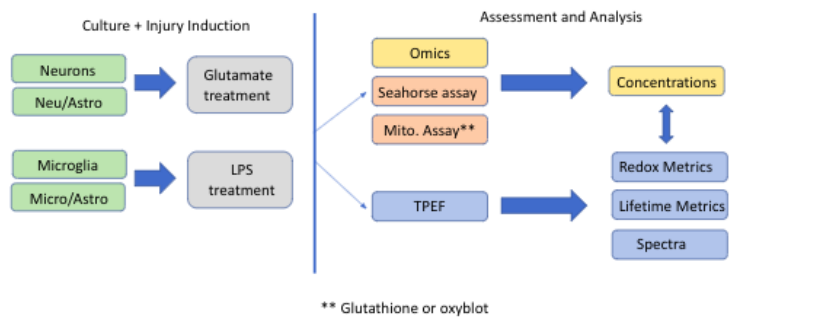 Culture + Injury Induction
Assessment and Analysis
Neurons
Neu/Astro
Glutamate
treatment
Microglia
Micro/Astro
LPS
treatment
Omics
Seahorse assay
Mito. Assay**
TPEF
Concentrations
Redox Metrics
Lifetime Metrics
Spectra
** Glutathione or oxyblot